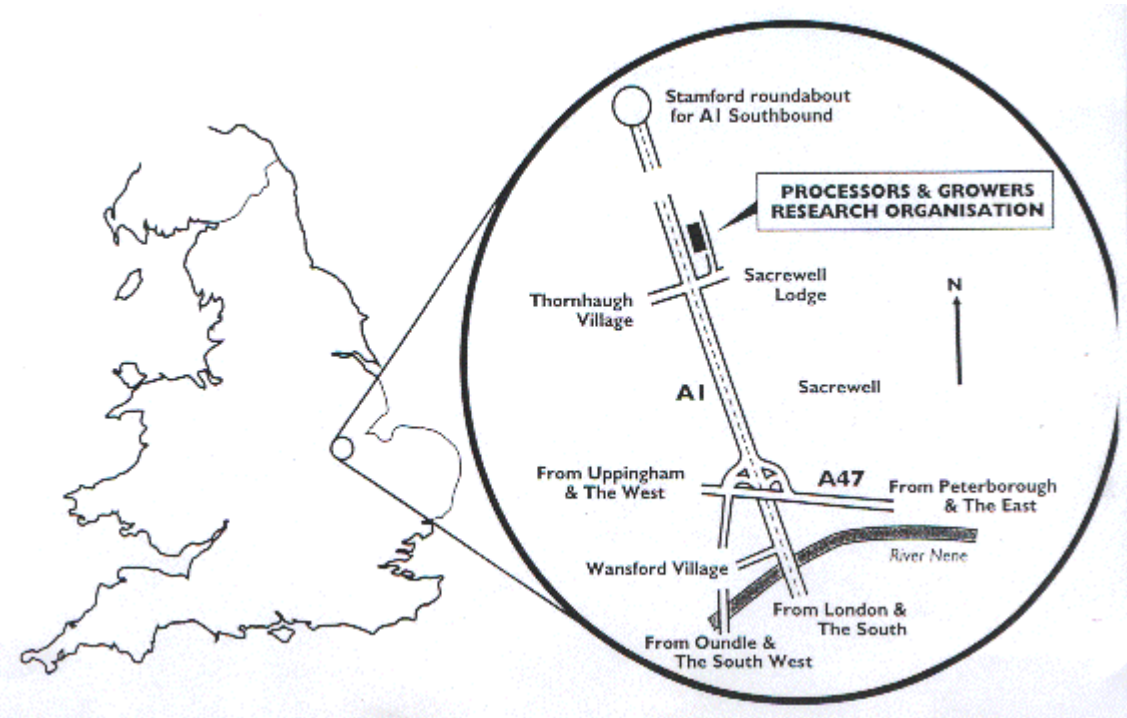 Stamford roundabout
for A1 Southbound
PROCESSORS & GROWERS
RESEARCH ORGANISATION
Sacrewell
Lodge
Thornhaugh
Village
N
A1
Sacrewell
From Uppingham
& The West
A47
From Peterborough
& The East
River Nene
Wansford Village
From London &
The South
From Oundle &
The South West